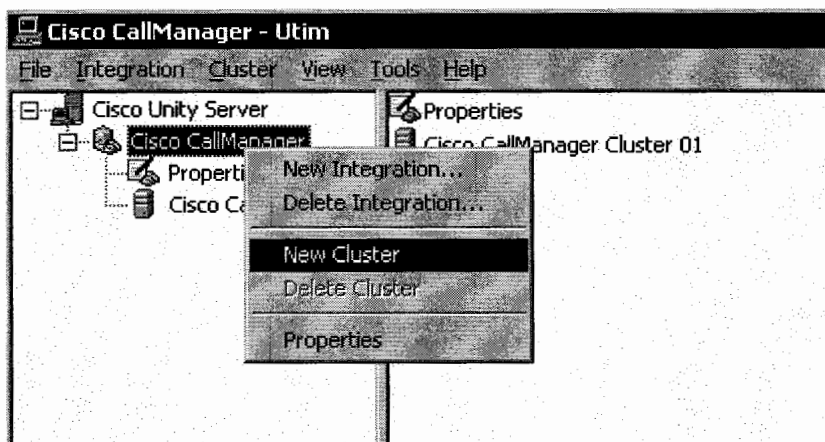 Cisco CallManager - Utim
File Integration Cluster View Tools Help
Cisco Unity Server
Cisco CallManager
Properti
Cisco Ca
Properties
Cisco CallManager Cluster 01
New Integration...
Delete Integration...
New Cluster
Delete Cluster
Properties